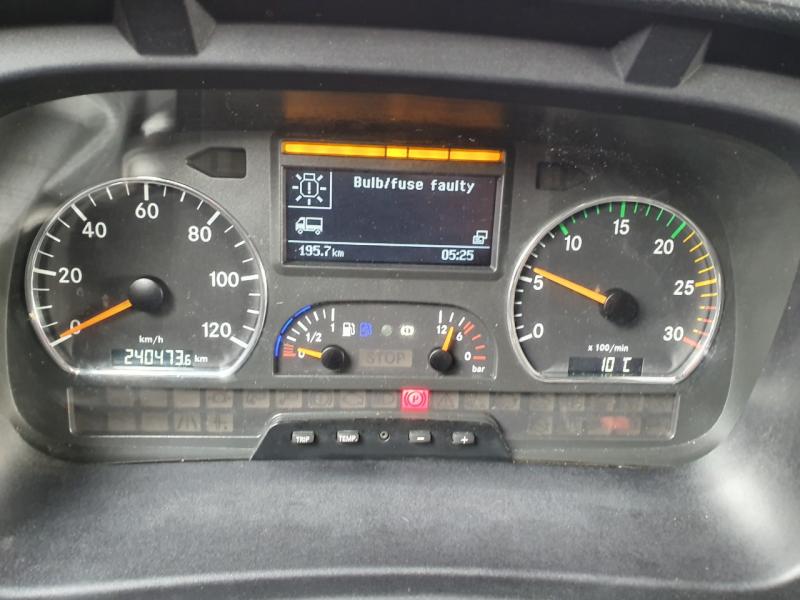 Bulb/fuse faulty
195.7 km 05:25
0 20 40 60 80 100 120
km/h
240473.6 km
0 1/2 1
12 6 0
bar
STOP
0 5 10 15 20 25 30
x 100/min
10°C
P
TRIP TEMP. - +